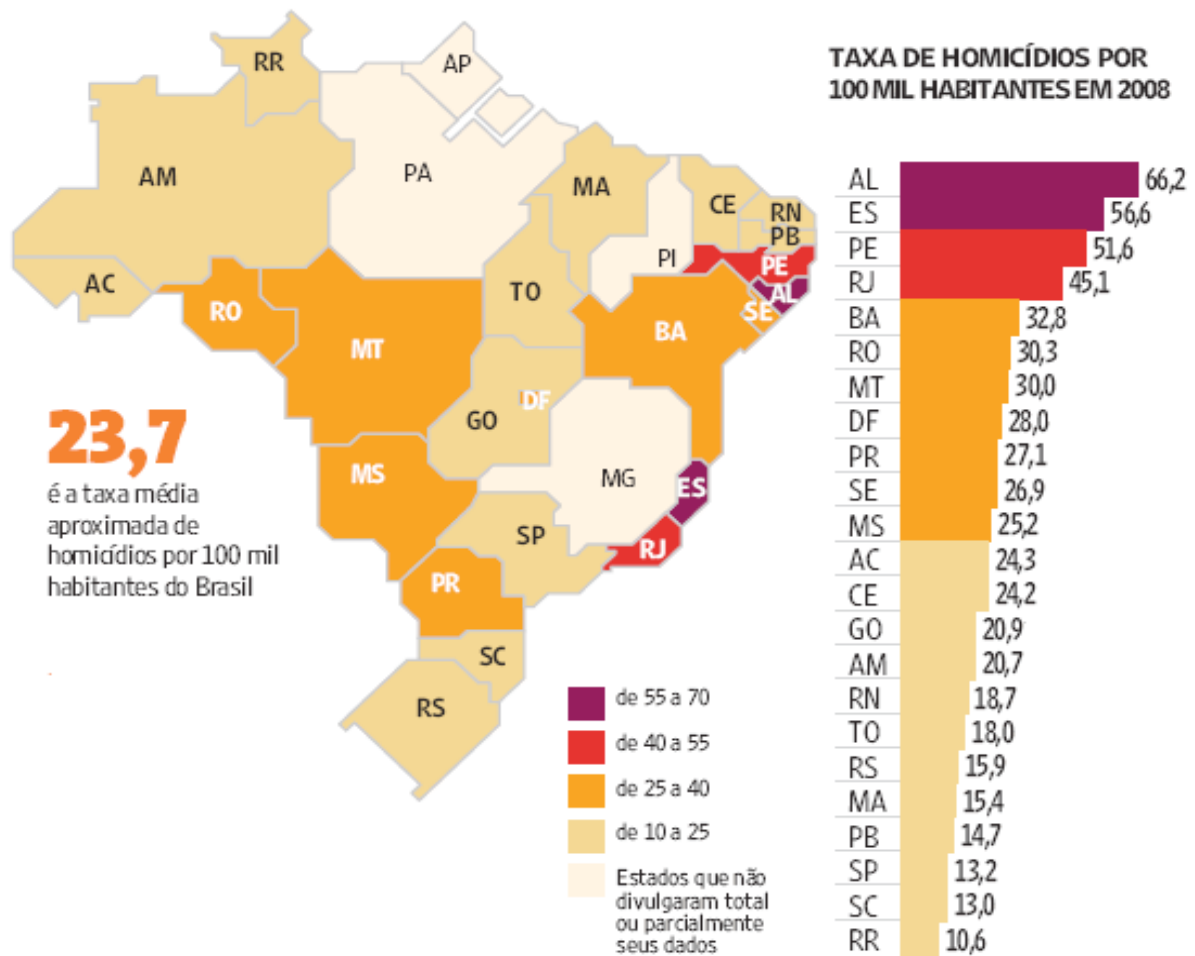 TAXA DE HOMICÍDIOS POR
100 MIL HABITANTES EM 2008
RR
AP
AM
PA
MA
CE
RN
PB
PI
PE
AL
SE
AC
RO
TO
BA
MT
DF
GO
MG
MS
ES
SP
RJ
PR
SC
RS
23,7
é a taxa média
aproximada de
homicídios por 100 mil
habitantes do Brasil
de 55 a 70
de 40 a 55
de 25 a 40
de 10 a 25
Estados que não
divulgaram total
ou parcialmente
seus dados
AL 66,2
ES 56,6
PE 51,6
RJ 45,1
BA 32,8
RO 30,3
MT 30,0
DF 28,0
PR 27,1
SE 26,9
MS 25,2
AC 24,3
CE 24,2
GO 20,9
AM 20,7
RN 18,7
TO 18,0
RS 15,9
MA 15,4
PB 14,7
SP 13,2
SC 13,0
RR 10,6